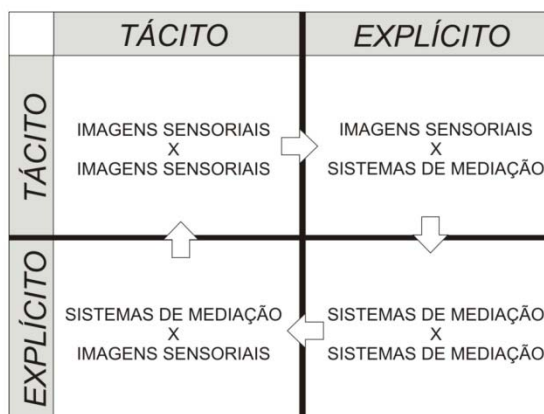 TÁCITO
EXPLÍCITO
TÁCITO
IMAGENS SENSORIAIS
X
IMAGENS SENSORIAIS
IMAGENS SENSORIAIS
X
SISTEMAS DE MEDIAÇÃO
EXPLÍCITO
SISTEMAS DE MEDIAÇÃO
X
IMAGENS SENSORIAIS
SISTEMAS DE MEDIAÇÃO
X
SISTEMAS DE MEDIAÇÃO